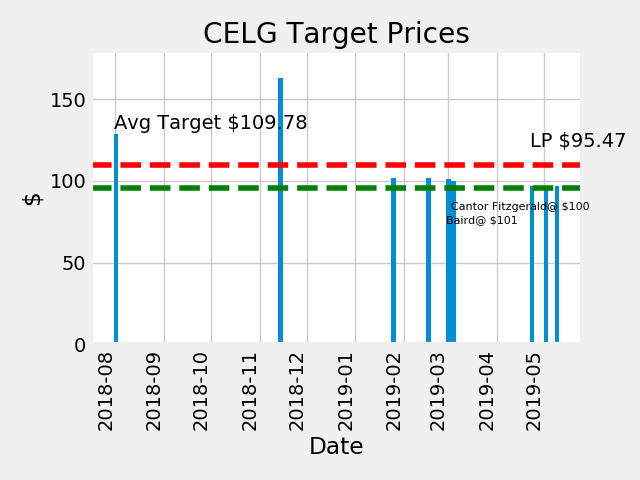 CELG Target Prices
$
150
100
50
0
Avg Target $109.78
LP $95.47
Cantor Fitzgerald@ $100
Baird@ $101
2018-08
2018-09
2018-10
2018-11
2018-12
2019-01
2019-02
2019-03
2019-04
2019-05
Date